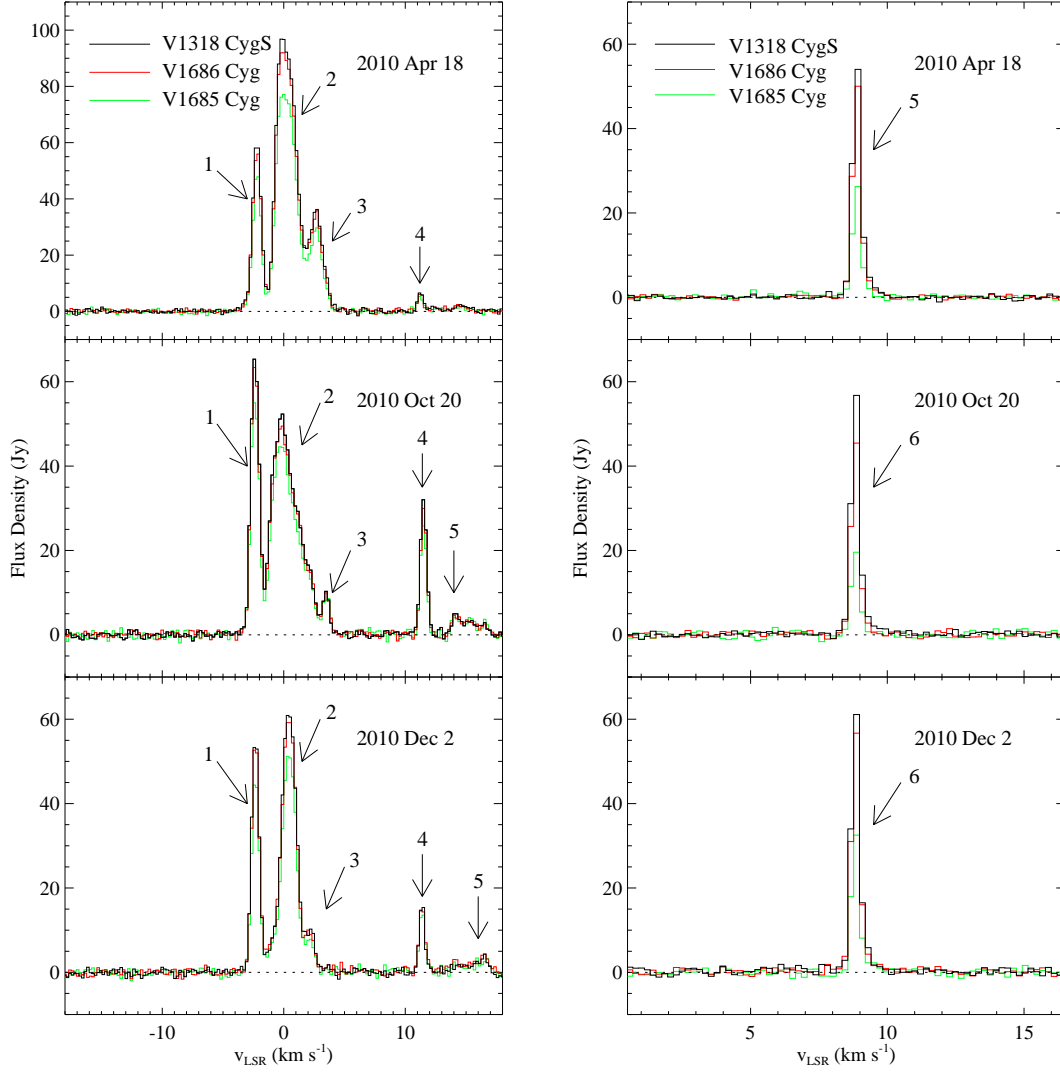 V1318 CygS
V1686 Cyg
V1685 Cyg
2010 Apr 18
1
2
3
4
100
80
60
40
20
0
V1318 CygS
V1686 Cyg
V1685 Cyg
2010 Apr 18
5
60
40
20
0
2010 Oct 20
1
2
3
4
5
60
40
20
0
Flux Density (Jy)
2010 Oct 20
6
60
40
20
0
Flux Density (Jy)
2010 Dec 2
1
2
3
4
5
60
40
20
0
-10 0 10
vLSR (km s-1)
2010 Dec 2
6
60
40
20
0
5 10 15
vLSR (km s-1)